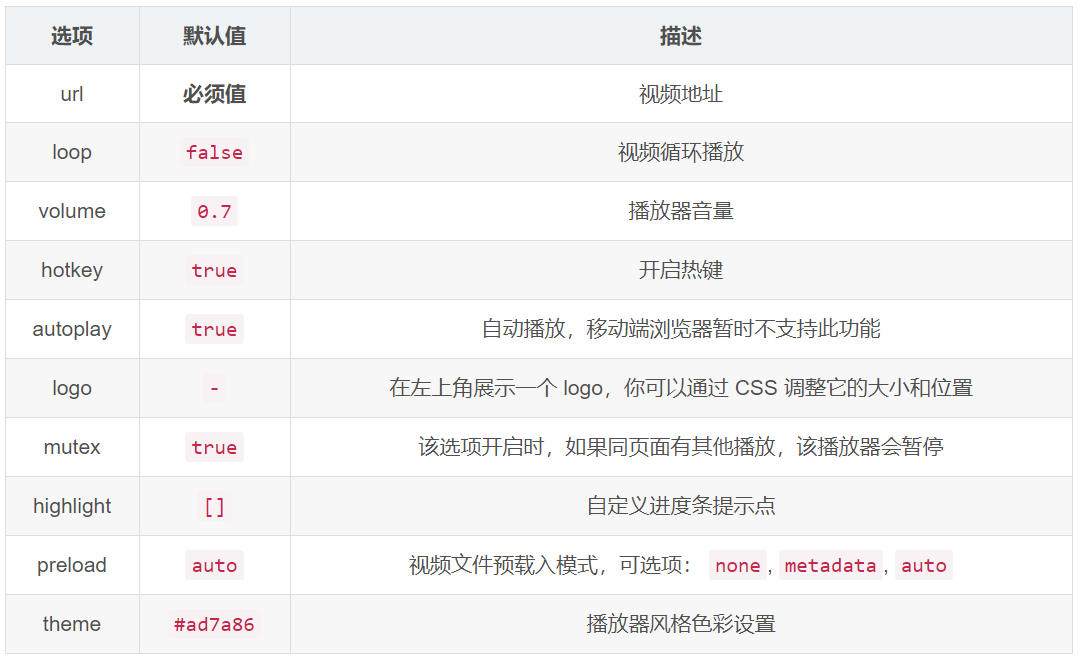 选项 默认值 描述
url 必须值 视频地址
loop false 视频循环播放
volume 0.7 播放器音量
hotkey true 开启热键
autoplay true 自动播放，移动端浏览器暂时不支持此功能
logo - 在左上角展示一个 logo，你可以通过 CSS 调整它的大小和位置
mutex true 该选项开启时，如果同页面有其他播放，该播放器会暂停
highlight [] 自定义进度条提示点
preload auto 视频文件预载入模式，可选项： none, metadata, auto
theme #ad7a86 播放器风格色彩设置